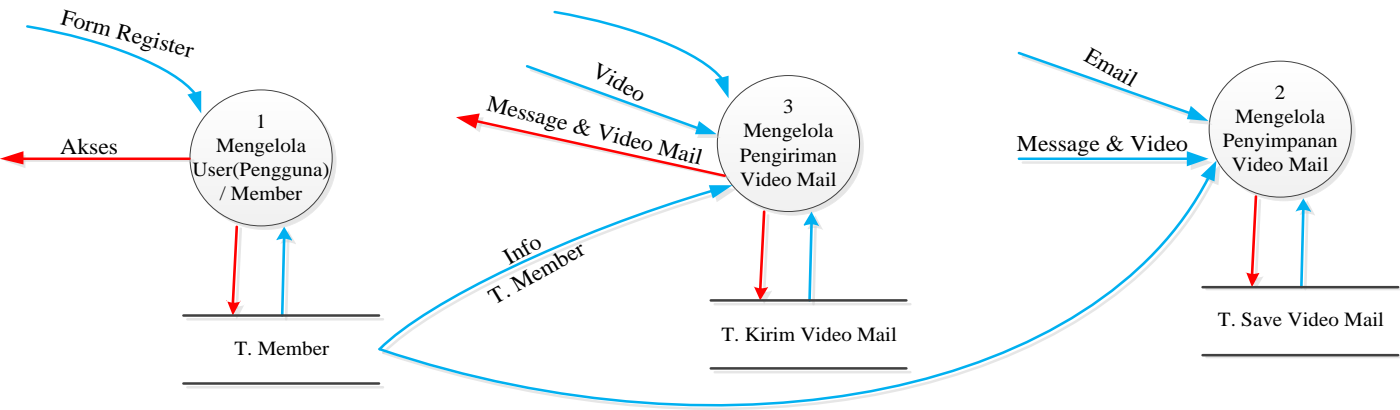 Form Register
Akses
1
Mengelola
User(Pengguna)
/ Member
T. Member
Video
Message & Video Mail
Info
T. Member
3
Mengelola
Pengiriman
Video Mail
T. Kirim Video Mail
Email
Message & Video
2
Mengelola
Penyimpanan
Video Mail
T. Save Video Mail